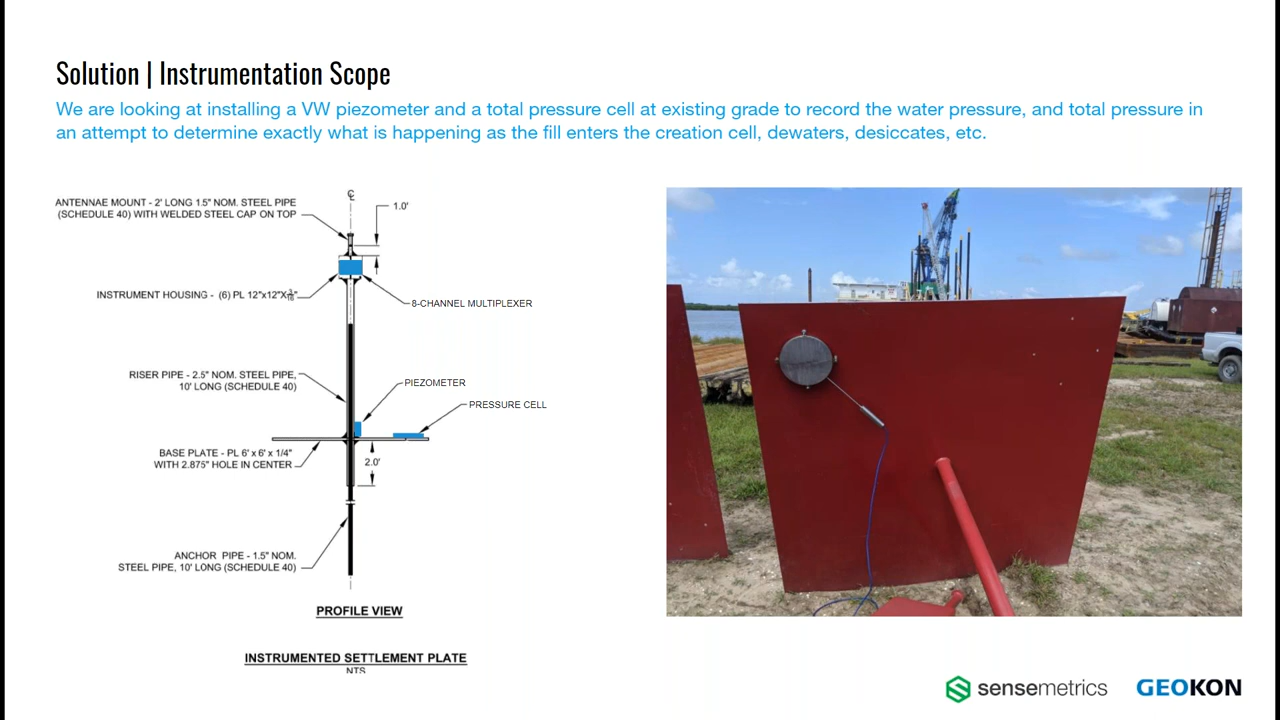 Solution | Instrumentation Scope
We are looking at installing a VW piezometer and a total pressure cell at existing grade to record the water pressure, and total pressure in
an attempt to determine exactly what is happening as the fill enters the creation cell, dewaters, desiccates, etc.
ANTENNAE MOUNT - 2' LONG 1.5" NOM. STEEL PIPE
(SCHEDULE 40) WITH WELDED STEEL CAP ON TOP
1.0'
INSTRUMENT HOUSING - (6) PL 12"x12"x3/16"
8-CHANNEL MULTIPLEXER
RISER PIPE - 2.5" NOM. STEEL PIPE,
10' LONG (SCHEDULE 40)
PIEZOMETER
PRESSURE CELL
BASE PLATE - PL 6' x 6' x 1/4"
WITH 2.875" HOLE IN CENTER
2.0'
ANCHOR PIPE - 1.5" NOM.
STEEL PIPE, 10' LONG (SCHEDULE 40)
PROFILE VIEW
INSTRUMENTED SETTLEMENT PLATE
NTS
sensemetrics
GEOKON